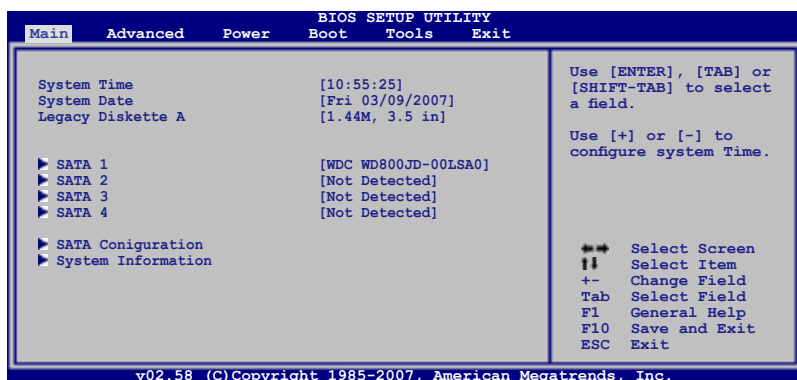 BIOS SETUP UTILITY
Main Advanced Power Boot Tools Exit
System Time [10:55:25]
System Date [Fri 03/09/2007]
Legacy Diskette A [1.44M, 3.5 in]
SATA 1 [WDC WD800JD-00LSA0]
SATA 2 [Not Detected]
SATA 3 [Not Detected]
SATA 4 [Not Detected]
SATA Coniguration
System Information
Use [ENTER], [TAB] or
[SHIFT-TAB] to select
a field.
Use [+] or [-] to
configure system Time.
Select Screen
Select Item
+- Change Field
Tab Select Field
F1 General Help
F10 Save and Exit
ESC Exit
v02.58 (C)Copyright 1985-2007, American Megatrends, Inc.